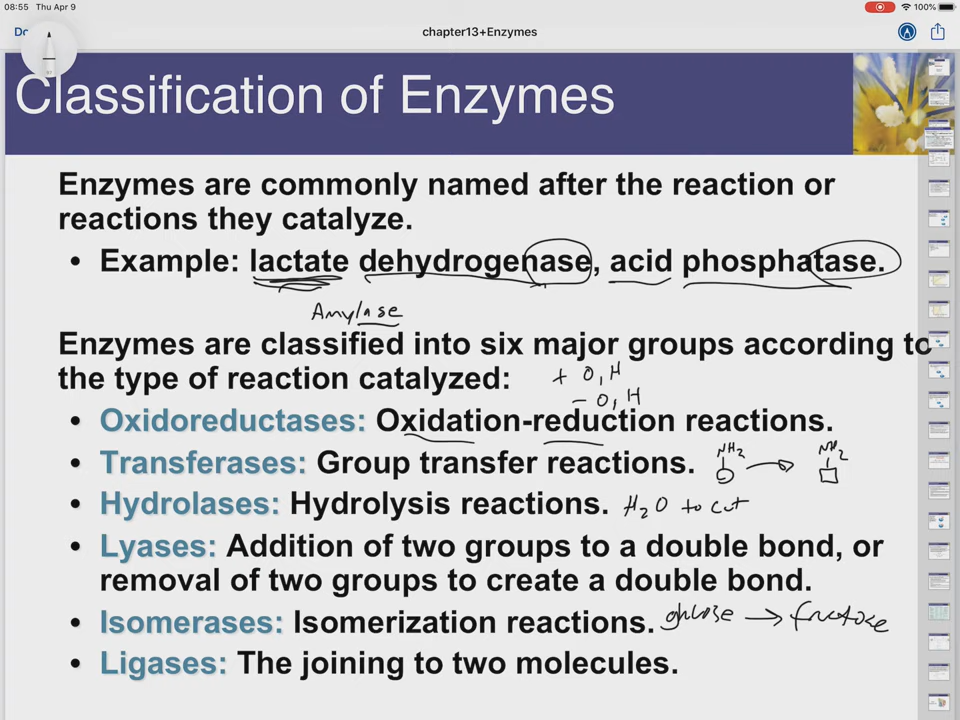 08:55 Thu Apr 9
100%
Do
chapter13+Enzymes
97
Classification of Enzymes
Enzymes are commonly named after the reaction or
reactions they catalyze.
• Example: lactate dehydrogenase, acid phosphatase.
Amylase
Enzymes are classified into six major groups according to
the type of reaction catalyzed:
+ O, H
- O, H
• Oxidoreductases: Oxidation-reduction reactions.
• Transferases: Group transfer reactions. NH2 NH2
• Hydrolases: Hydrolysis reactions. H2O to cut
• Lyases: Addition of two groups to a double bond, or
removal of two groups to create a double bond.
• Isomerases: Isomerization reactions. glucose → fructose
• Ligases: The joining to two molecules.